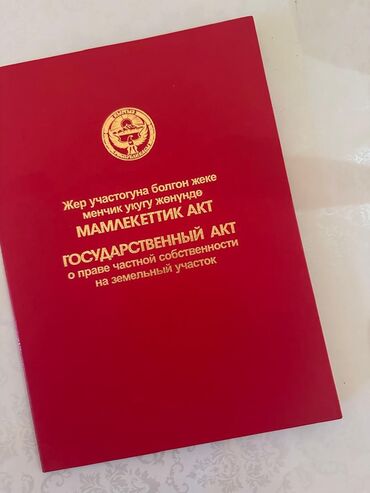 Жер участогуна болгон жеке
менчик укугу жөнүндө
МАМЛЕКЕТТИК АКТ
ГОСУДАРСТВЕННЫЙ АКТ
о праве частной собственности
на земельный участок